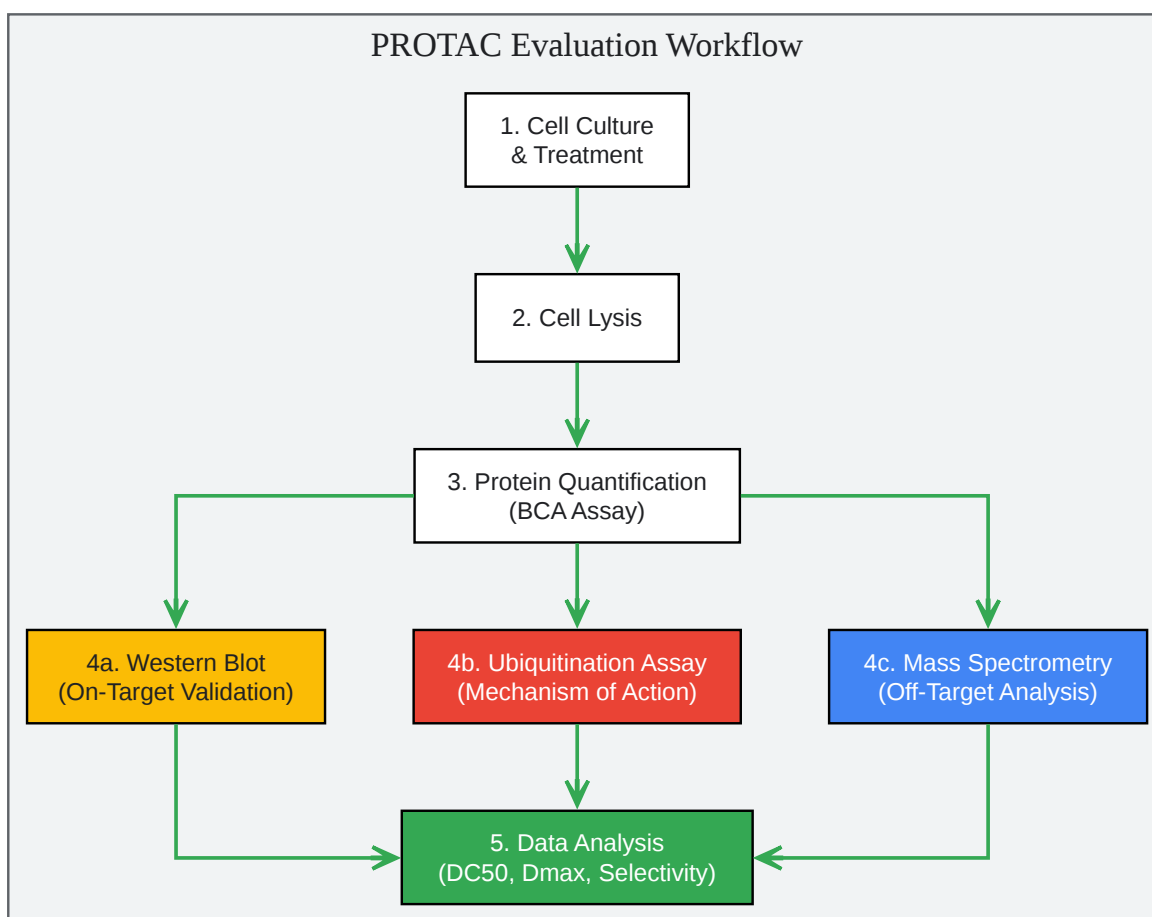 PROTAC Evaluation Workflow
1. Cell Culture
& Treatment
2. Cell Lysis
3. Protein Quantification
(BCA Assay)
4a. Western Blot
(On-Target Validation)
4b. Ubiquitination Assay
(Mechanism of Action)
4c. Mass Spectrometry
(Off-Target Analysis)
5. Data Analysis
(DC50, Dmax, Selectivity)